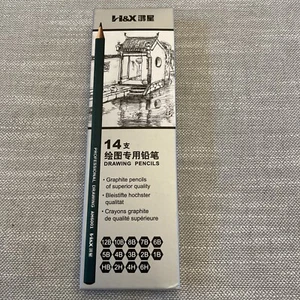 H&X 鸿星
14支
绘图专用铅笔
DRAWING PENCILS
• Graphite pencils
of superior quality
• Bleistifte hochster
qualität
• Crayons graphite
de qualité supérieure
12B 10B 8B 7B 6B
5B 4B 3B 2B 1B
HB 2H 4H 6H
PROFESSIONAL DRAWING